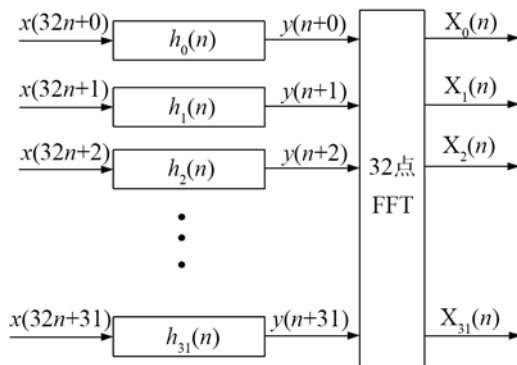 x(32n+0) h₀(n) y(n+0) X₀(n)
x(32n+1) h₁(n) y(n+1) X₁(n)
x(32n+2) h₂(n) y(n+2) X₂(n)
32点
FFT
x(32n+31) h₃₁(n) y(n+31) X₃₁(n)